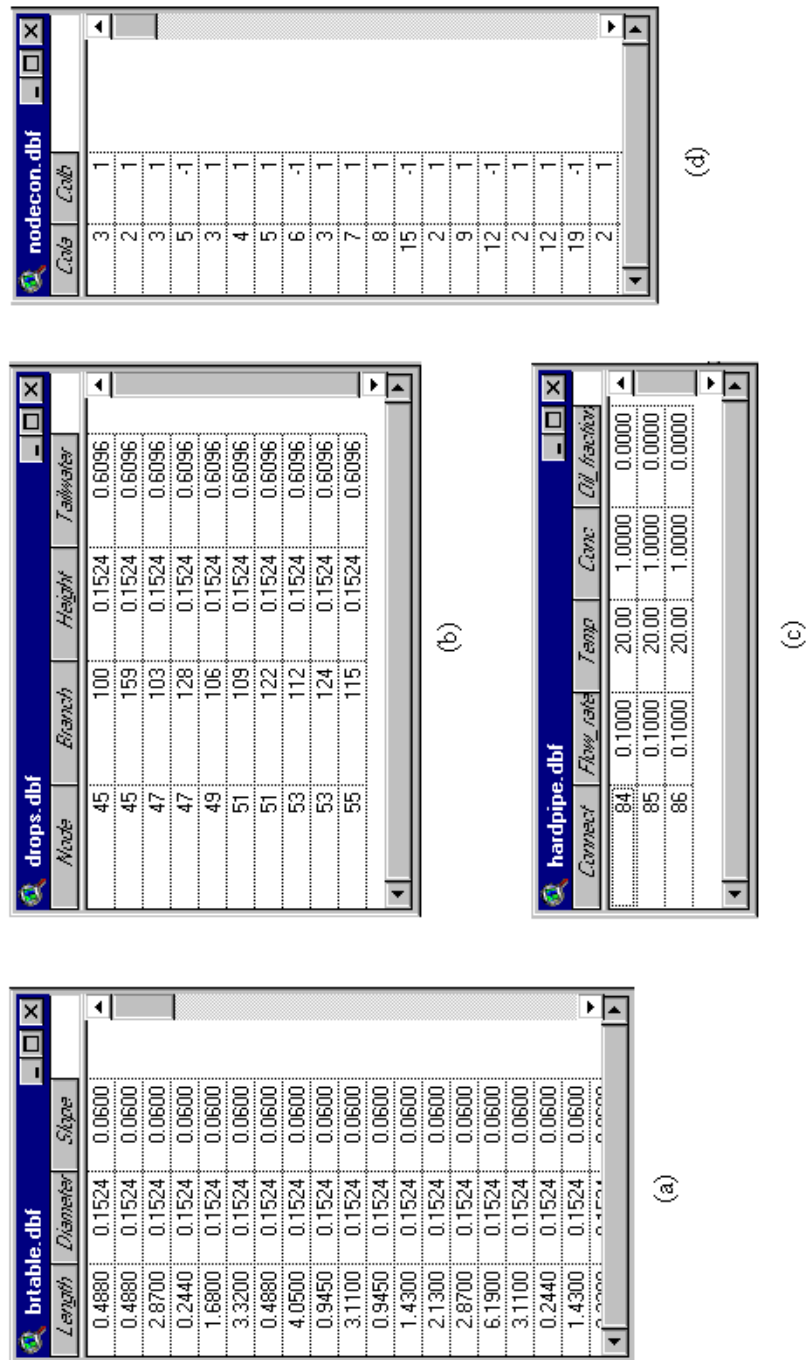 brtable.dbf
Length Diameter Slope
0.4880 0.1524 0.0600
0.4880 0.1524 0.0600
2.8700 0.1524 0.0600
0.2440 0.1524 0.0600
1.6800 0.1524 0.0600
3.3200 0.1524 0.0600
0.4880 0.1524 0.0600
4.0500 0.1524 0.0600
0.9450 0.1524 0.0600
3.1100 0.1524 0.0600
0.9450 0.1524 0.0600
1.4300 0.1524 0.0600
2.1300 0.1524 0.0600
2.8700 0.1524 0.0600
6.1900 0.1524 0.0600
3.1100 0.1524 0.0600
0.2440 0.1524 0.0600
1.4300 0.1524 0.0600
(a)
drops.dbf
Node Branch Height Tailwater
45 100 0.1524 0.6096
45 159 0.1524 0.6096
47 103 0.1524 0.6096
47 128 0.1524 0.6096
49 106 0.1524 0.6096
51 109 0.1524 0.6096
51 122 0.1524 0.6096
53 112 0.1524 0.6096
53 124 0.1524 0.6096
55 115 0.1524 0.6096
(b)
hardpipe.dbf
Connect Flow_rate Temp Conc Oil_fraction
84 0.1000 20.00 1.0000 0.0000
85 0.1000 20.00 1.0000 0.0000
86 0.1000 20.00 1.0000 0.0000
(c)
nodecon.dbf
Cola Colb
3 1
2 1
3 1
5 -1
3 1
4 1
5 1
6 -1
3 1
7 1
8 1
15 -1
2 1
9 1
12 -1
2 1
12 1
19 -1
2 1
(d)